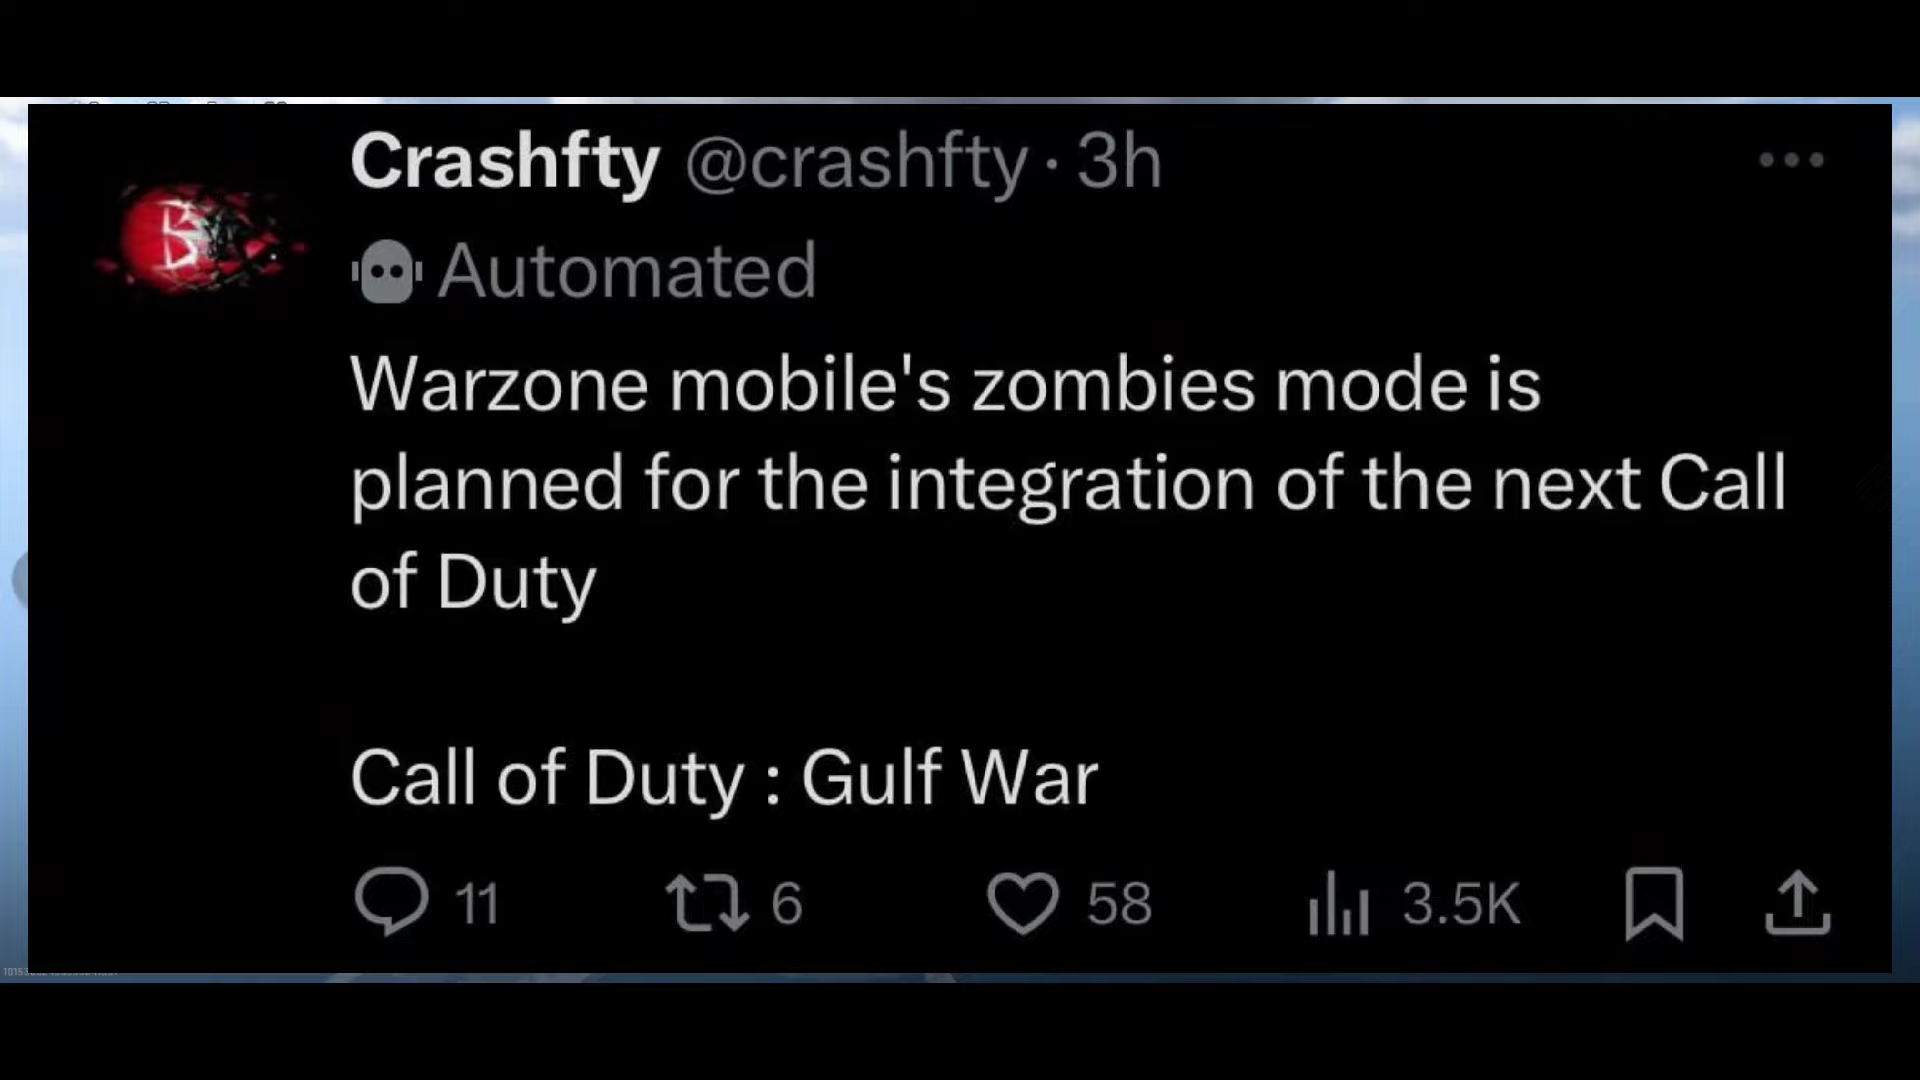 Crashfty @crashfty · 3h
Automated
Warzone mobile's zombies mode is
planned for the integration of the next Call
of Duty
Call of Duty : Gulf War
11 6 58 3.5K